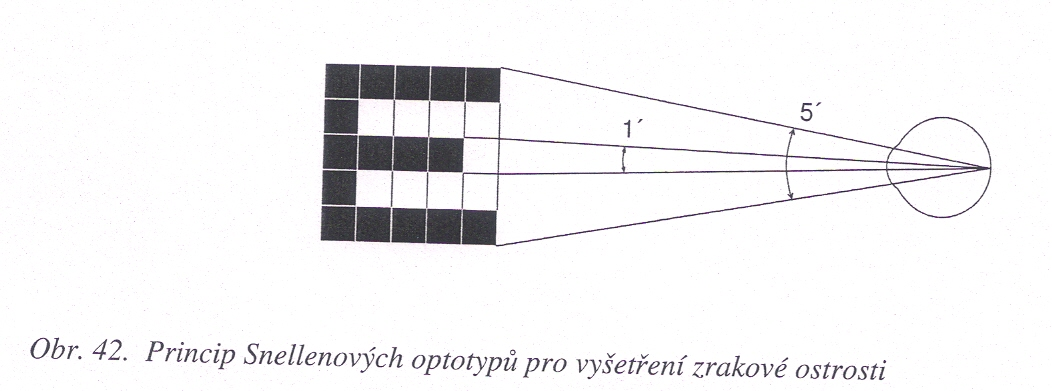 5´
1´
Obr. 42. Princip Snellenových optotypů pro vyšetření zrakové ostrosti